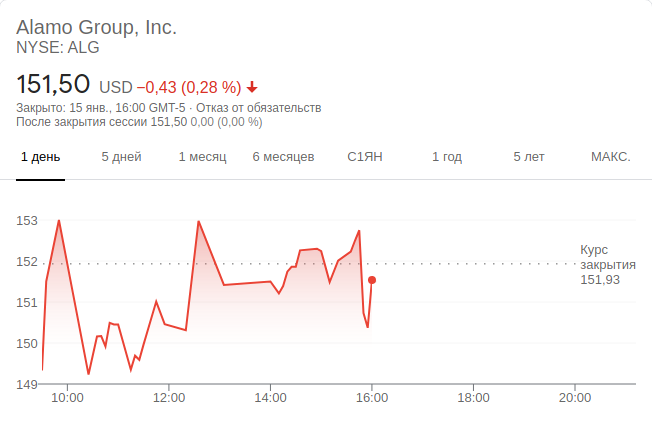 Alamo Group, Inc.
NYSE: ALG
151,50 USD −0,43 (0,28 %)
Закрыто: 15 янв., 16:00 GMT-5 · Отказ от обязательств
После закрытия сессии 151,50 0,00 (0,00 %)
1 день 5 дней 1 месяц 6 месяцев С1ЯН 1 год 5 лет МАКС.
153
152
151
150
149
Курс
закрытия
151,93
10:00 12:00 14:00 16:00 18:00 20:00